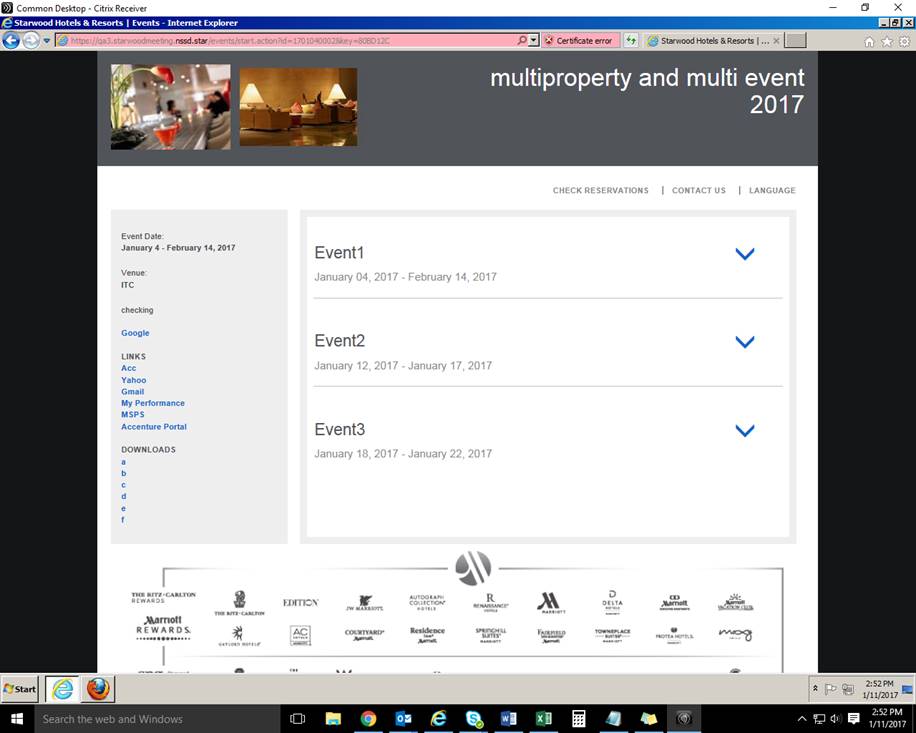 Common Desktop - Citrix Receiver
Starwood Hotels & Resorts | Events - Internet Explorer
https://qa3.starwoodmeeting.nssd.star/events/start.action?id=1701040002&key=80BD12C
Certificate error
Starwood Hotels & Resorts | ...
multiproperty and multi event
2017
CHECK RESERVATIONS | CONTACT US | LANGUAGE
Event Date:
January 4 - February 14, 2017
Venue:
ITC
checking
Google
LINKS
Acc
Yahoo
Gmail
My Performance
MSPS
Accenture Portal
DOWNLOADS
a
b
c
d
e
f
Event1
January 04, 2017 - February 14, 2017
Event2
January 12, 2017 - January 17, 2017
Event3
January 18, 2017 - January 22, 2017
THE RITZ-CARLTON
REWARDS
Marriott
REWARDS.
THE RITZ-CARLTON
EDITION
JW MARRIOTT
AUTOGRAPH
COLLECTION
HOTELS
R
RENAISSANCE
HOTELS
MARRIOTT
DELTA
HOTELS
Marriott
Marriott
VACATION CLUB
GAYLORD HOTELS
AC
HOTELS
MARRIOTT
COURTYARD
Marriott
Residence
Inn
Marriott
SPRINGHILL
SUITES
MARRIOTT
FAIRFIELD
Marriott
TOWNEPLACE
SUITES
MARRIOTT
PROTEA HOTELS
moxy
Start
2:52 PM
1/11/2017
Search the web and Windows
2:52 PM
1/11/2017